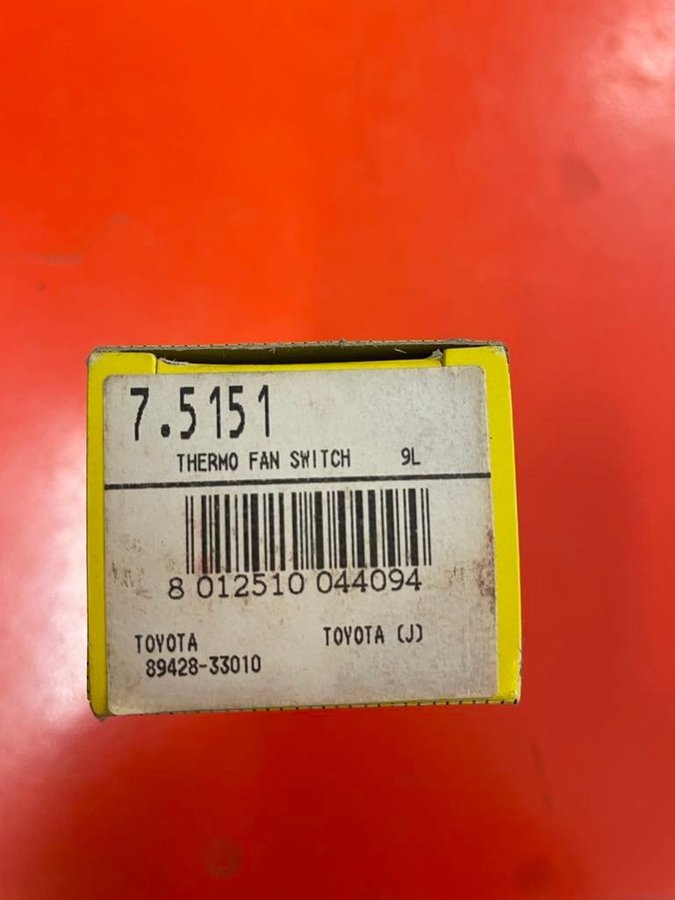 7.5151
THERMO FAN SWITCH 9L
8 012510 044094
TOYOTA TOYOTA (J)
89428-33010